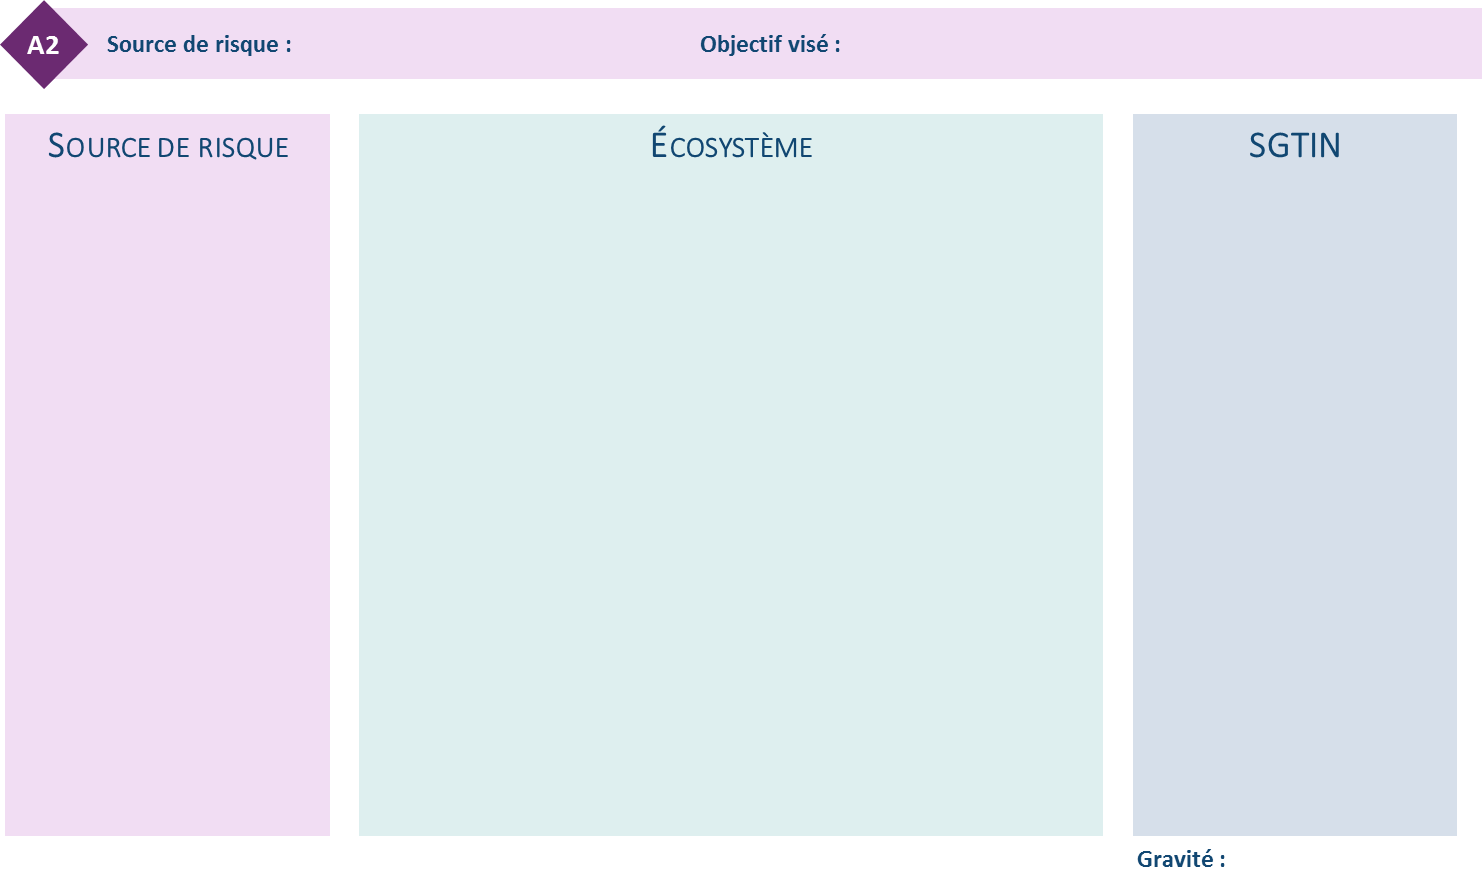 A2
Source de risque :
Objectif visé :
SOURCE DE RISQUE
ÉCOSYSTÈME
SGTIN
Gravité :